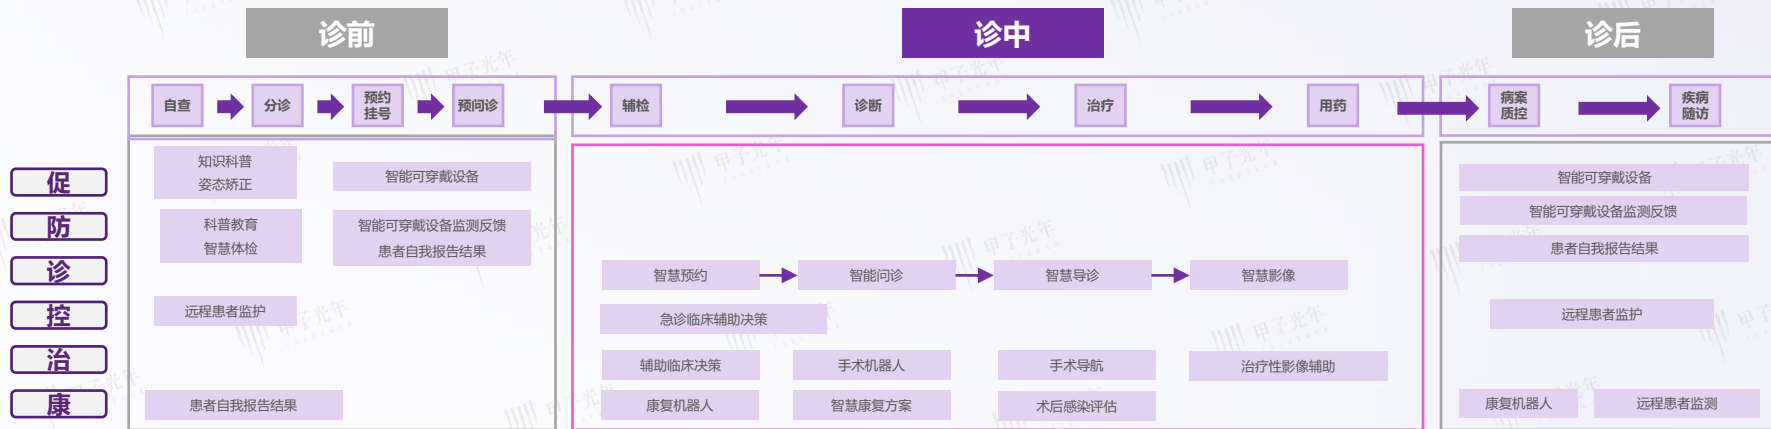 诊前
诊中
诊后
自查
分诊
预约
挂号
预问诊
辅检
诊断
治疗
用药
病案
质控
疾病
随访
促
知识科普
姿态矫正
智能可穿戴设备
智能可穿戴设备
防
科普教育
智慧体检
智能可穿戴设备监测反馈
患者自我报告结果
智能可穿戴设备监测反馈
患者自我报告结果
诊
智慧预约
智能问诊
智慧导诊
智慧影像
控
远程患者监护
急诊临床辅助决策
远程患者监护
治
辅助临床决策
手术机器人
手术导航
治疗性影像辅助
康
患者自我报告结果
康复机器人
智慧康复方案
术后感染评估
康复机器人
远程患者监测
甲子光年